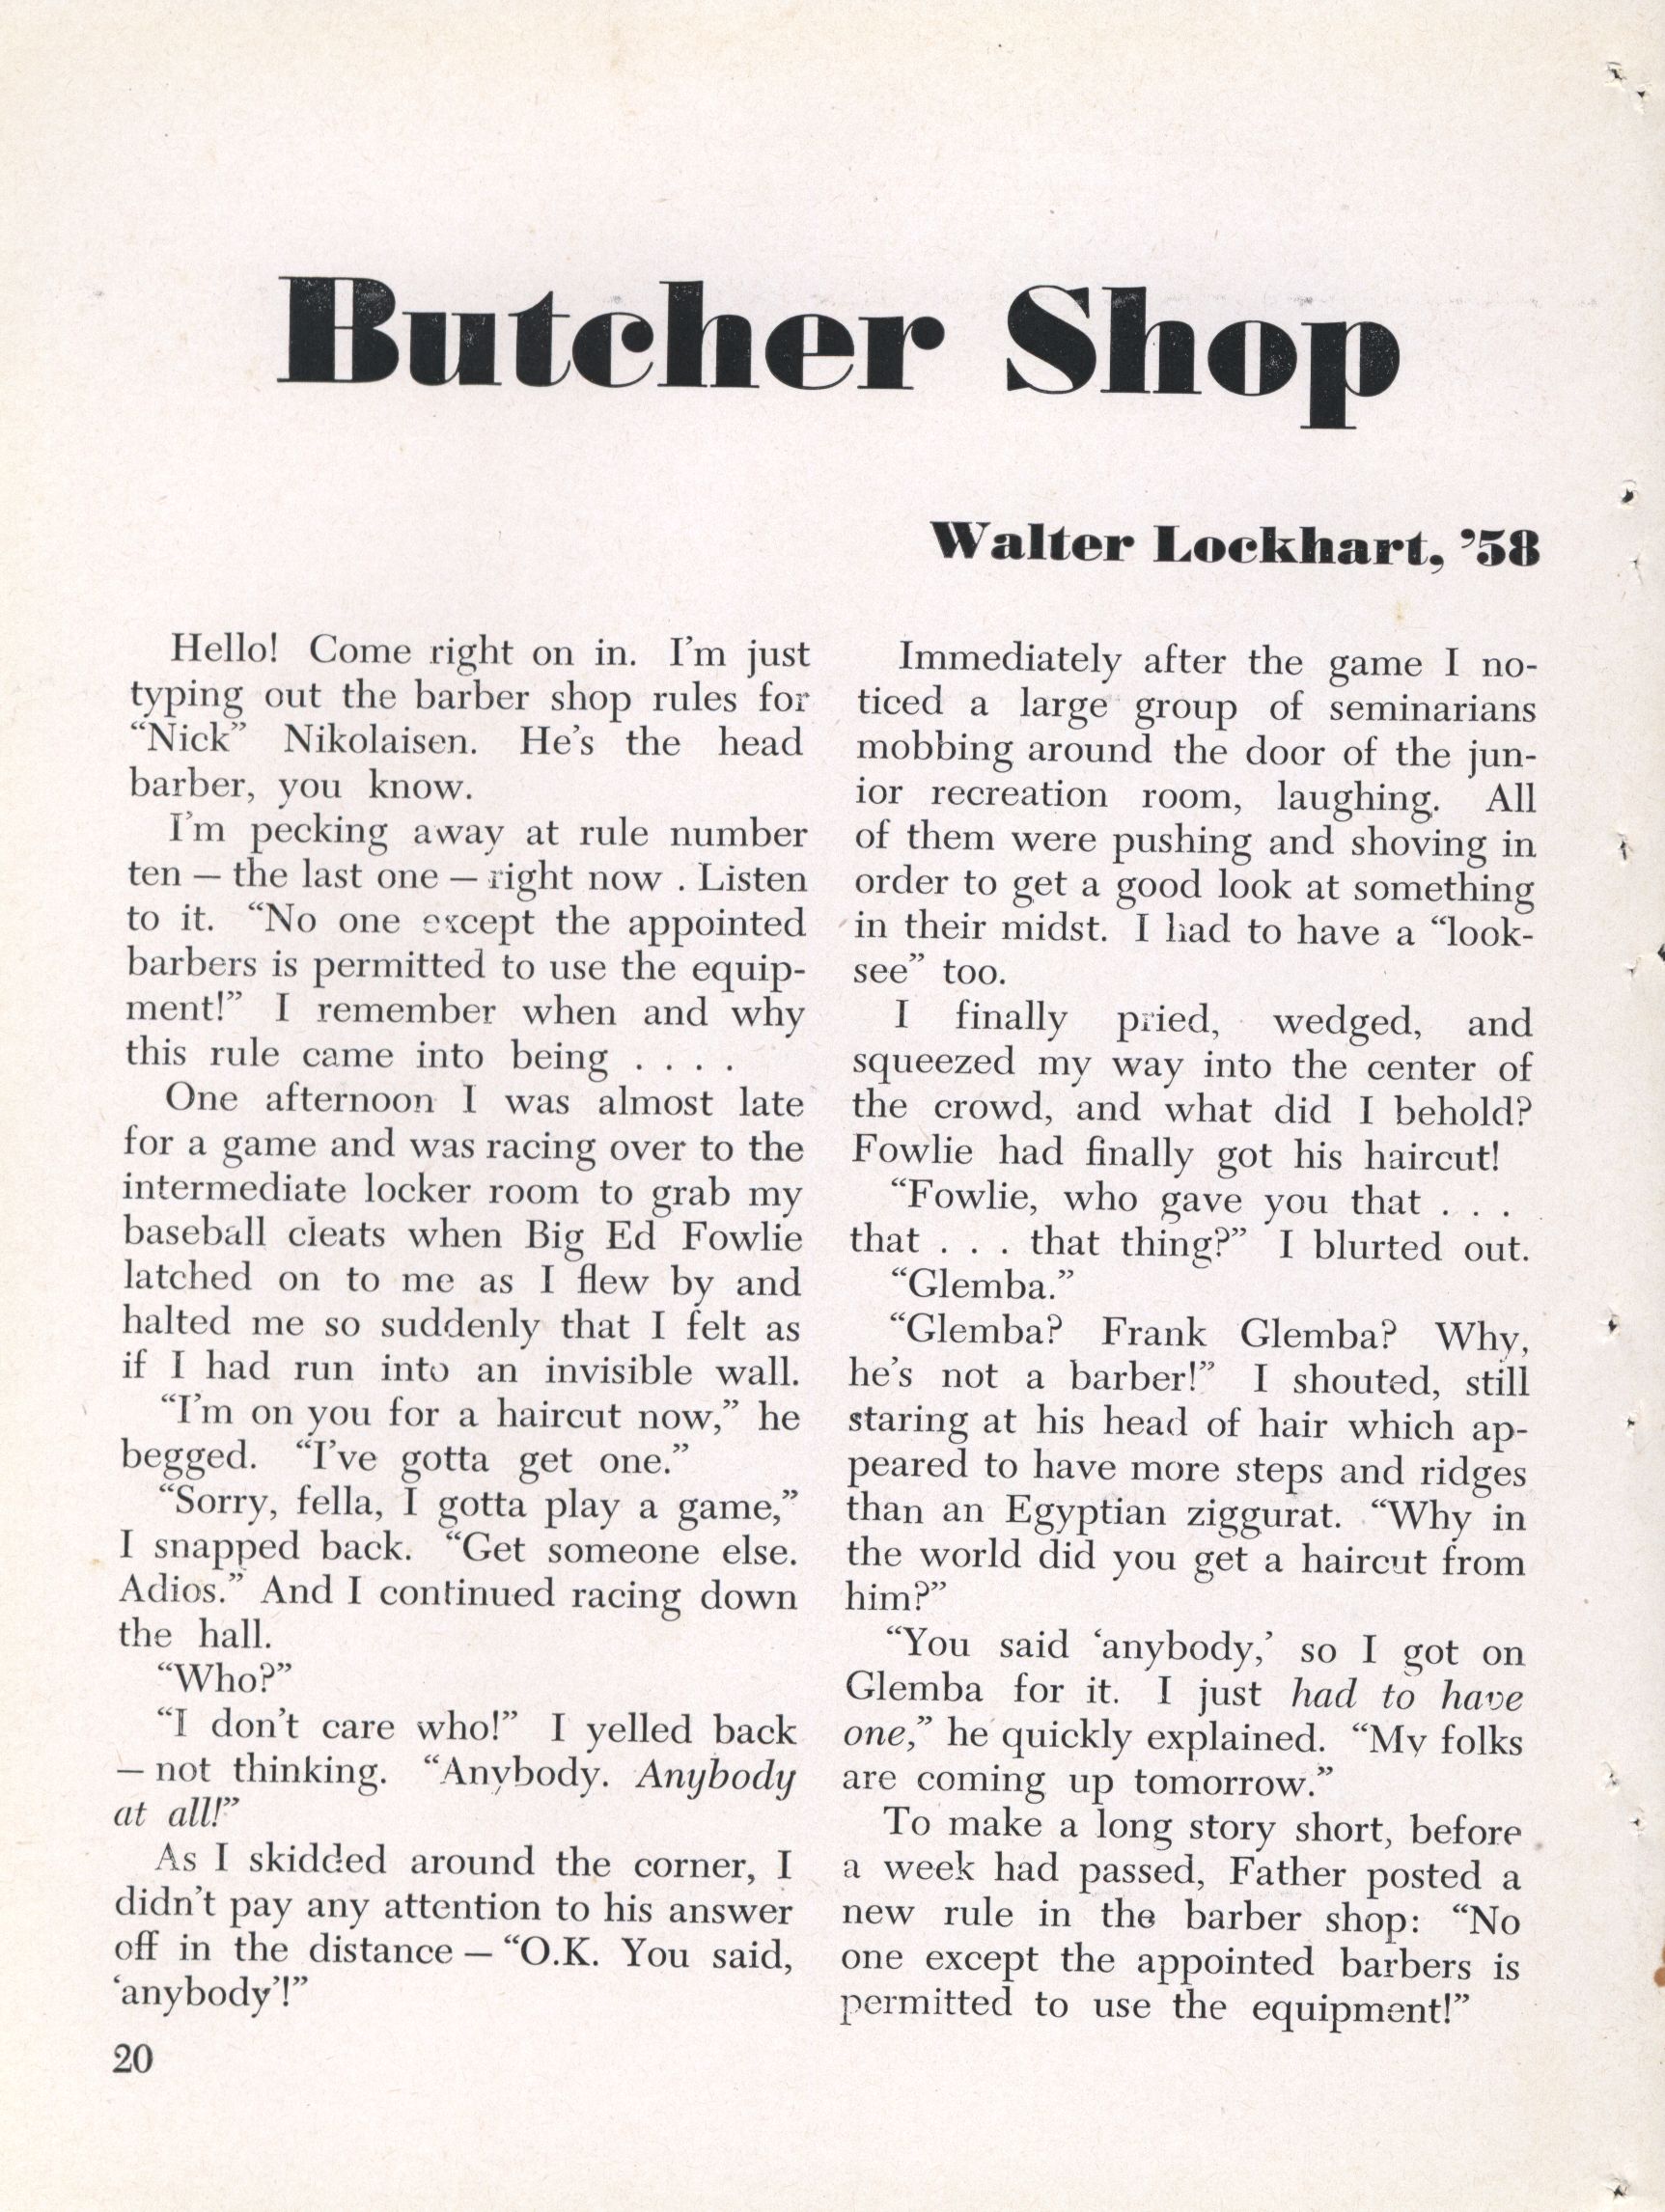 Butcher Shop
Walter Lockhart, ’58
Hello! Come right on in. I’m just
typing out the barber shop rules for
“Nick” Nikolaisen. He’s the head
barber, you know.
I’m pecking away at rule number
ten — the last one — right now . Listen
to it. “No one except the appointed
barbers is permitted to use the equip-
ment!” I remember when and why
this rule came into being . . . .
One afternoon I was almost late
for a game and was racing over to the
intermediate locker room to grab my
baseball cleats when Big Ed Fowlie
latched on to me as I flew by and
halted me so suddenly that I felt as
if I had run into an invisible wall.
“I’m on you for a haircut now,” he
begged. “I’ve gotta get one.”
“Sorry, fella, I gotta play a game,”
I snapped back. “Get someone else.
Adios.” And I continued racing down
the hall.
“Who?”
“I don’t care who!” I yelled back
— not thinking. “Anybody. Anybody
at all!”
As I skidded around the corner, I
didn’t pay any attention to his answer
off in the distance — “O.K. You said,
‘anybody’!”
Immediately after the game I no-
ticed a large group of seminarians
mobbing around the door of the jun-
ior recreation room, laughing. All
of them were pushing and shoving in
order to get a good look at something
in their midst. I had to have a “look-
see” too.
I finally pried, wedged, and
squeezed my way into the center of
the crowd, and what did I behold?
Fowlie had finally got his haircut!
“Fowlie, who gave you that . . .
that . . . that thing?” I blurted out.
“Glemba.”
“Glemba? Frank Glemba? Why,
he’s not a barber!” I shouted, still
staring at his head of hair which ap-
peared to have more steps and ridges
than an Egyptian ziggurat. “Why in
the world did you get a haircut from
him?”
“You said ‘anybody,’ so I got on
Glemba for it. I just had to have
one,” he quickly explained. “My folks
are coming up tomorrow.”
To make a long story short, before
a week had passed, Father posted a
new rule in the barber shop: “No
one except the appointed barbers is
permitted to use the equipment!”
20